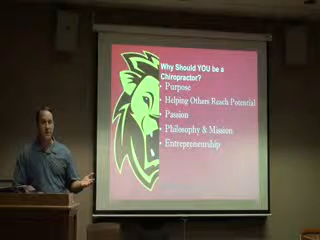 Why Should YOU be a
Chiropractor?
• Purpose
• Helping Others Reach Potential
• Passion
• Philosophy & Mission
• Entrepreneurship